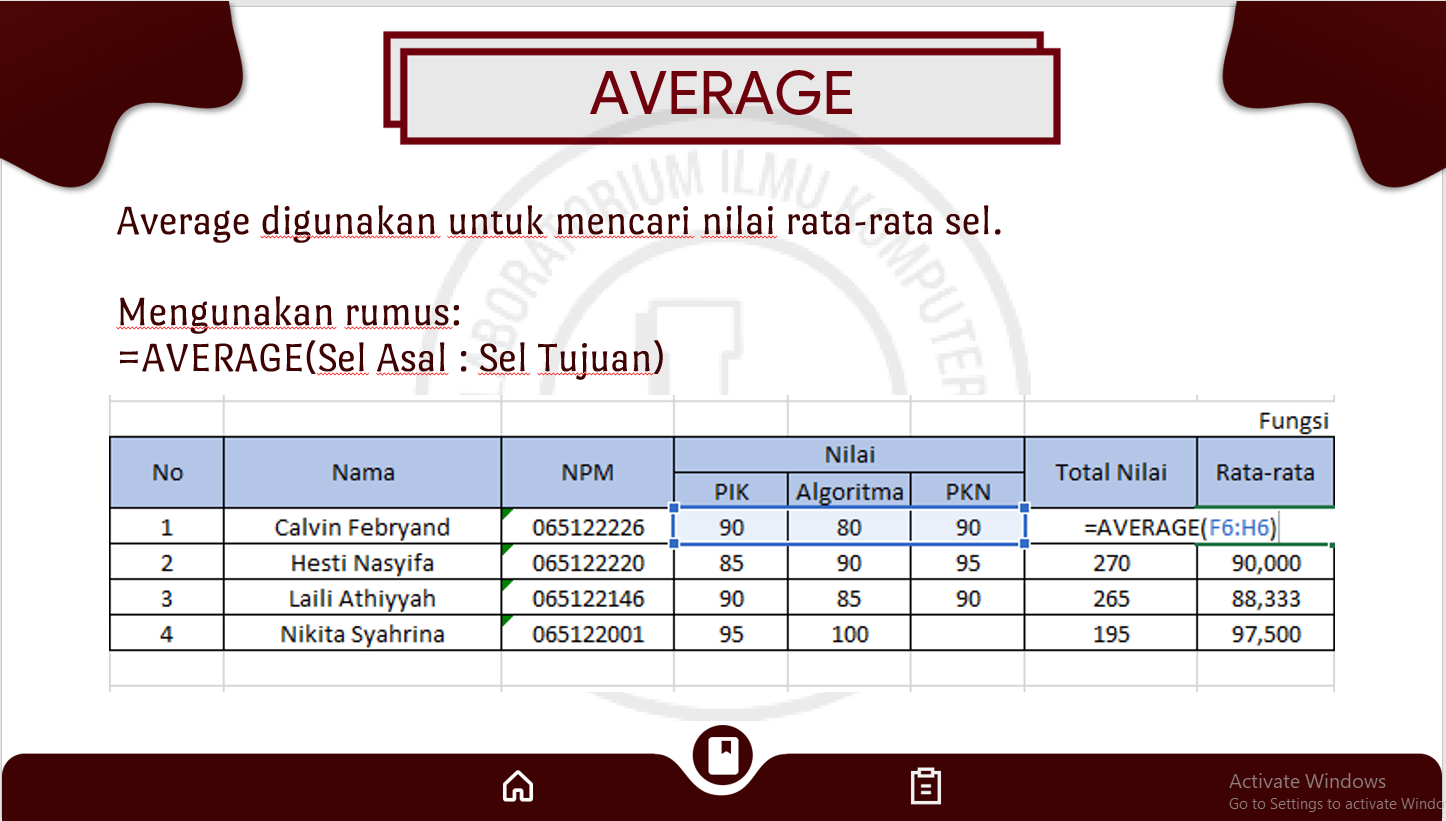 AVERAGE
LABORATORIUM ILMU KOMPUTER
Average digunakan untuk mencari nilai rata-rata sel.
Mengunakan rumus:
=AVERAGE(Sel Asal : Sel Tujuan)
Fungsi
No Nama NPM Nilai Total Nilai Rata-rata
PIK Algoritma PKN
1 Calvin Febryand 065122226 90 80 90 =AVERAGE(F6:H6)
2 Hesti Nasyifa 065122220 85 90 95 270 90,000
3 Laili Athiyyah 065122146 90 85 90 265 88,333
4 Nikita Syahrina 065122001 95 100 195 97,500
Activate Windows
Go to Settings to activate Windo